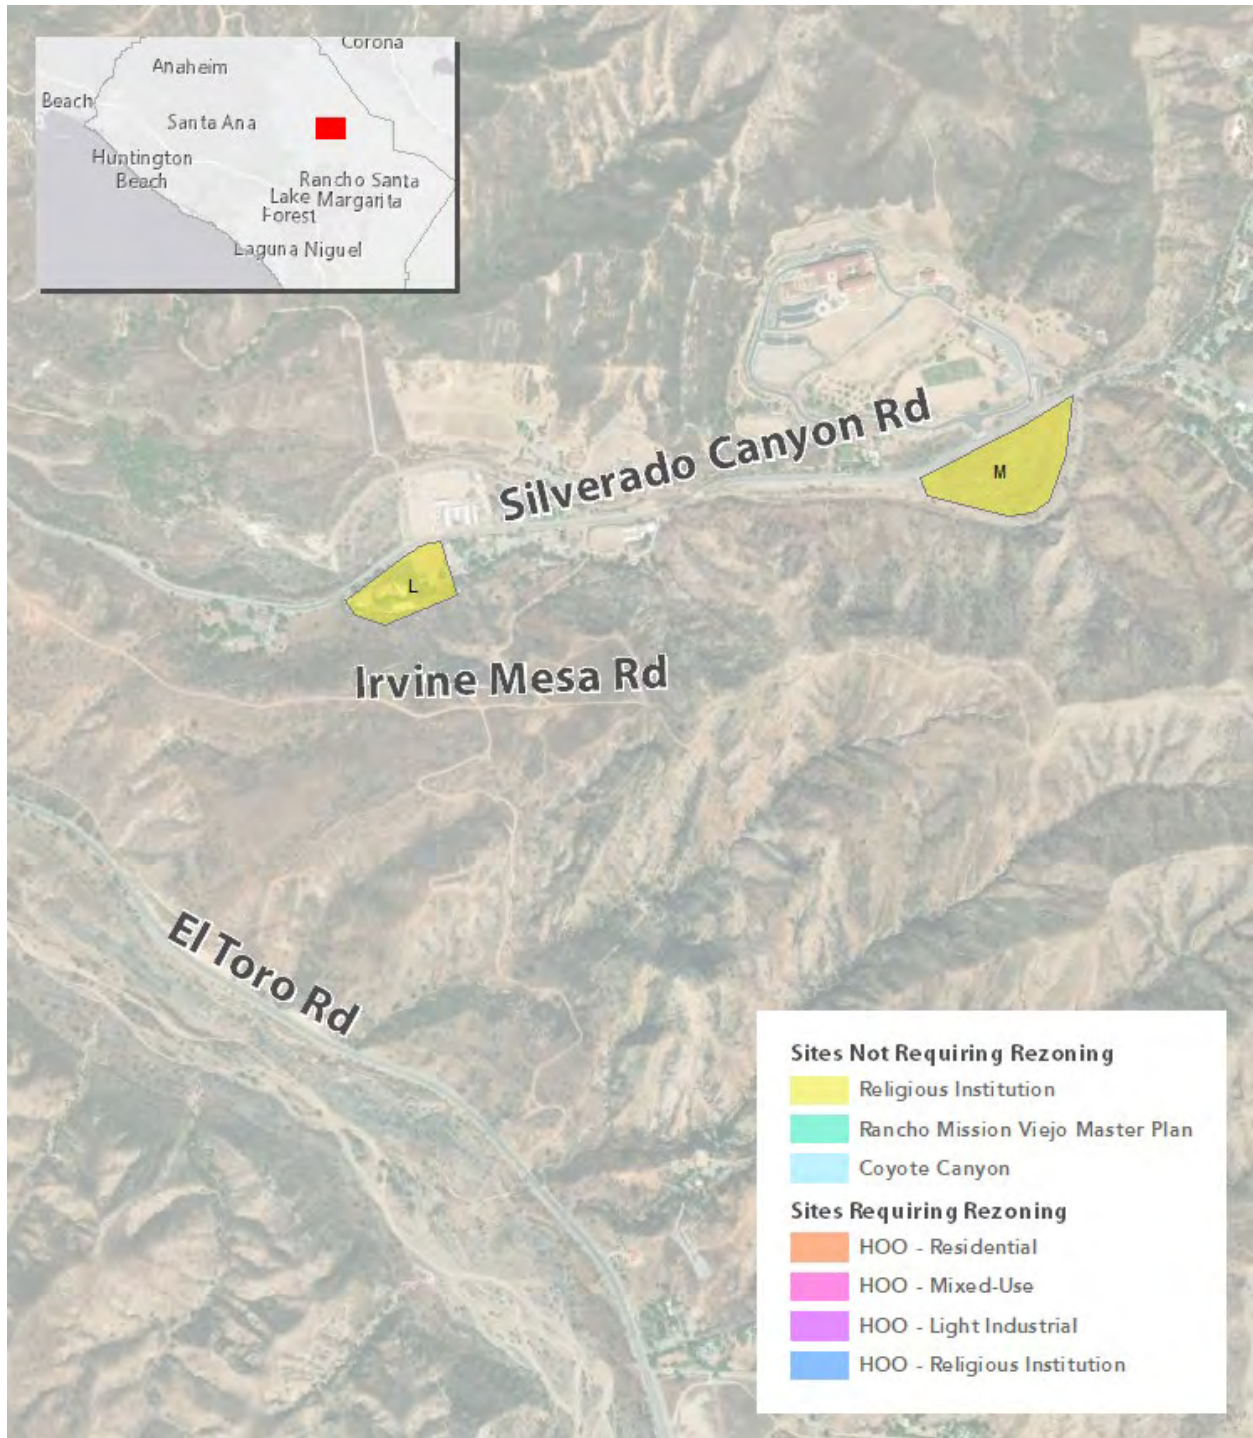 Corona
Anaheim
Beach
Santa Ana
Huntington
Beach
Rancho Santa
Lake Margarita
Forest
Laguna Niguel
Silverado Canyon Rd
M
L
Irvine Mesa Rd
El Toro Rd
Sites Not Requiring Rezoning
Religious Institution
Rancho Mission Viejo Master Plan
Coyote Canyon
Sites Requiring Rezoning
HOO - Residential
HOO - Mixed-Use
HOO - Light Industrial
HOO - Religious Institution